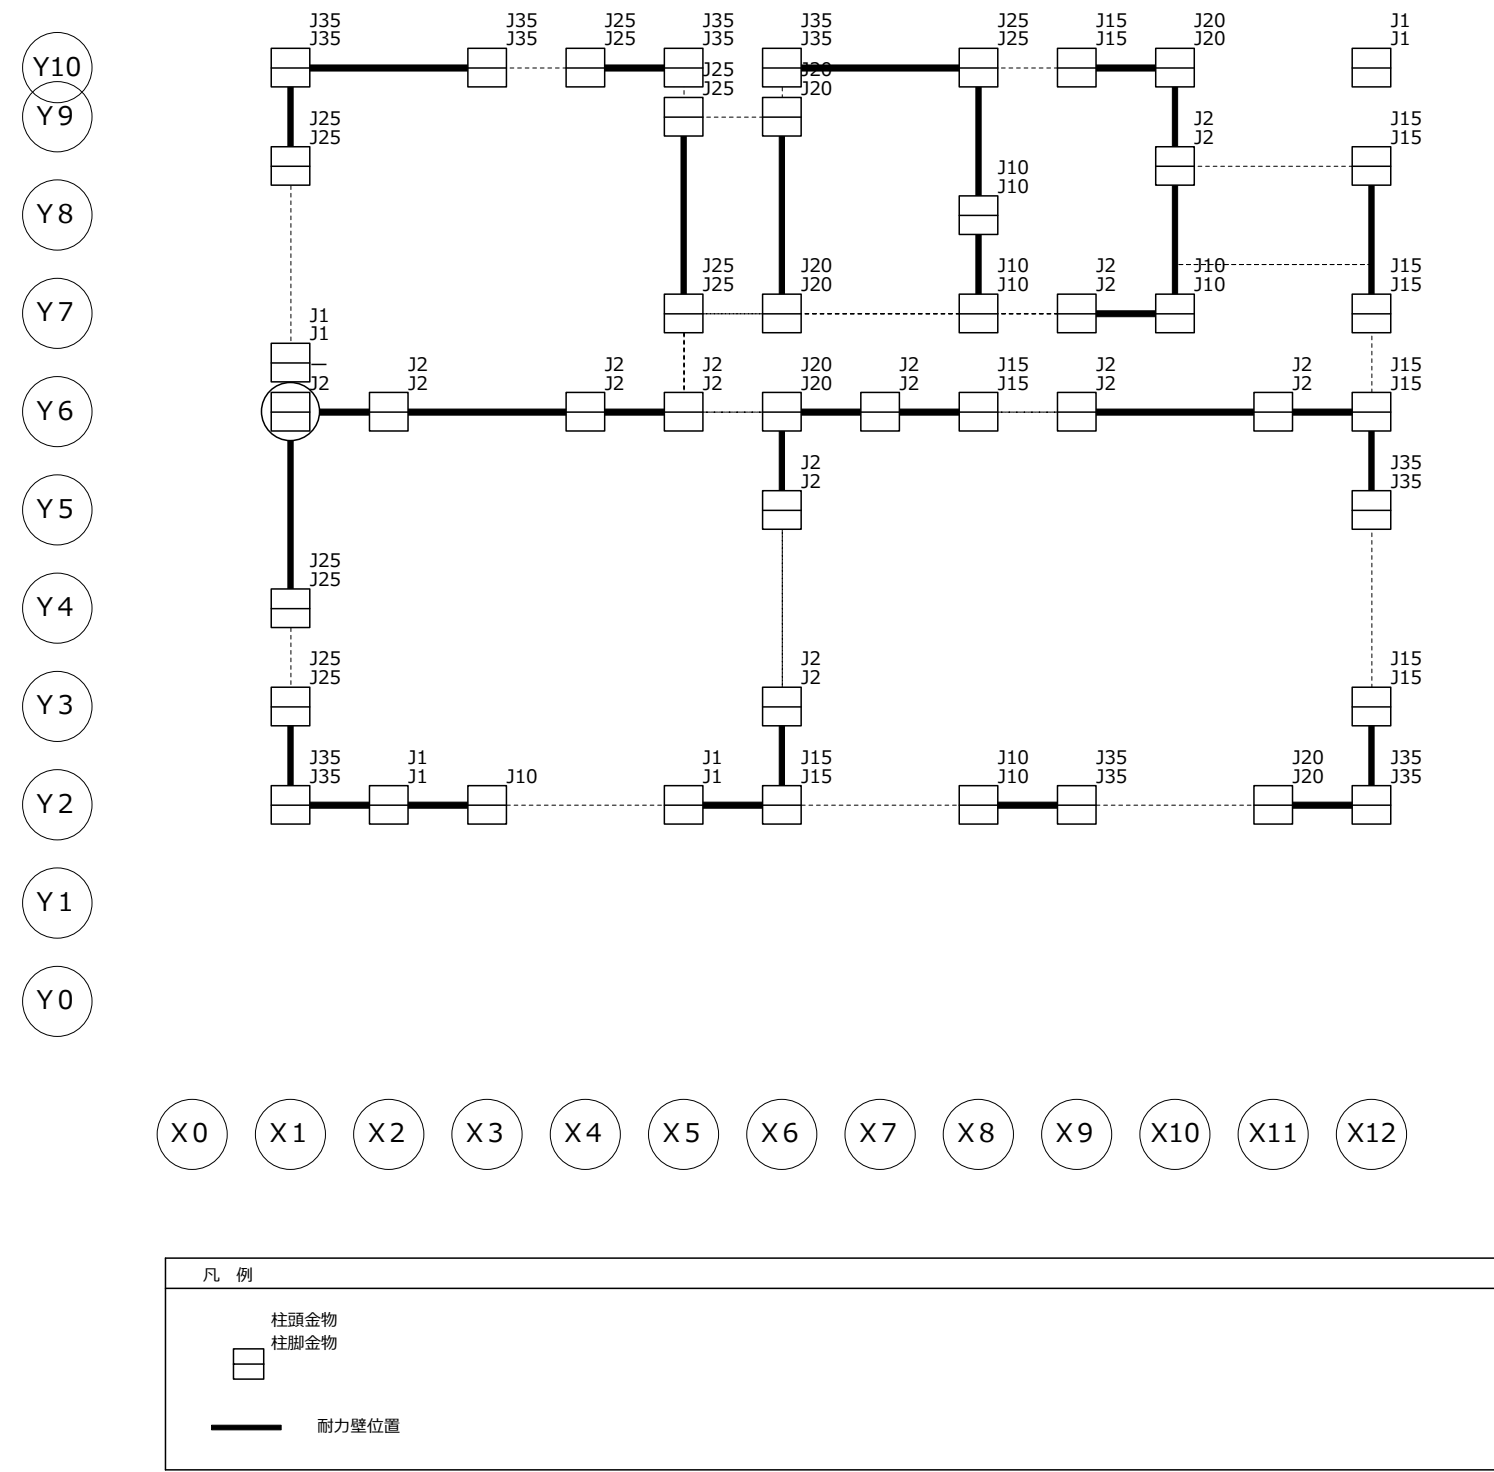 J35 J35 J25 J35 J35 J25 J15 J20 J1
J35 J35 J25 J35 J35 J25 J15 J20 J1
Y10
J25 J20
J25 J20
Y9
J25 J2 J15
J25 J2 J15
J10
J10
Y8
J25 J20 J10 J2 J10 J15
J25 J20 J10 J2 J10 J15
Y7
J1
J1
— J2 J2 J2 J20 J2 J15 J2 J2 J15
J2 J2 J2 J2 J20 J2 J15 J2 J2 J15
Y6
J2 J35
J2 J35
Y5
J25
J25
Y4
J25 J2 J15
J25 J2 J15
Y3
J35 J1 J1 J15 J10 J35 J20 J35
J35 J1 J10 J1 J15 J10 J35 J20 J35
Y2
Y1
Y0
X0 X1 X2 X3 X4 X5 X6 X7 X8 X9 X10 X11 X12
凡 例
柱頭金物
柱脚金物
耐力壁位置